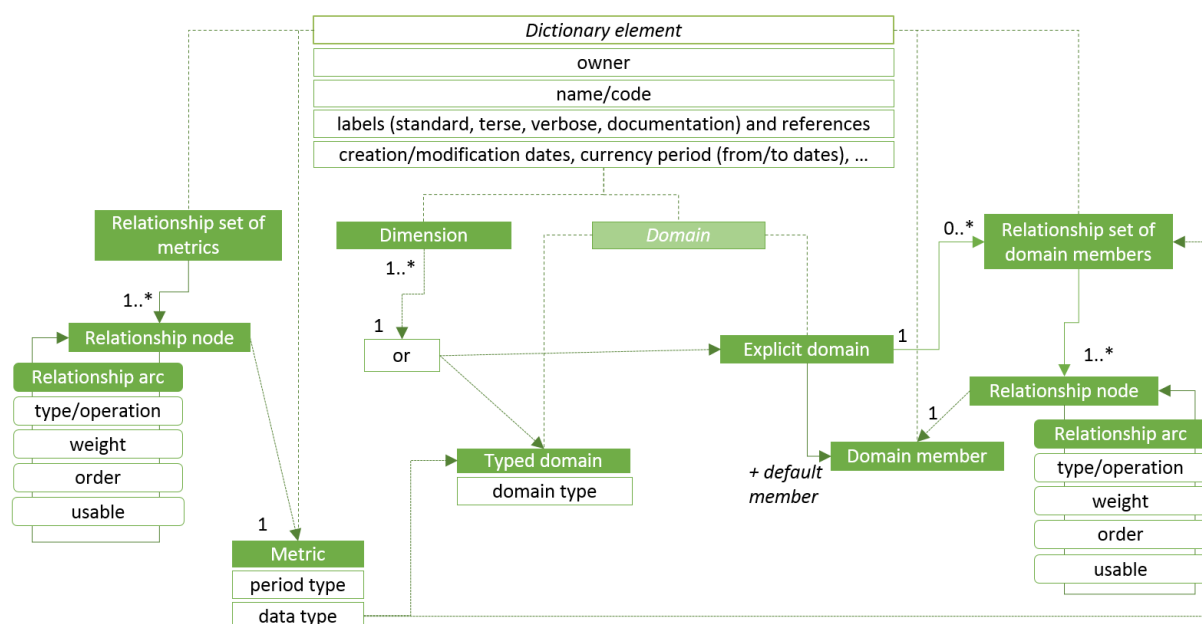 Dictionary element
owner
name/code
labels (standard, terse, verbose, documentation) and references
creation/modification dates, currency period (from/to dates), ...
Relationship set of
metrics
Dimension
Domain
Relationship set of
domain members
0..*
1..*
1..*
1
Relationship node
or
Explicit domain
1
1..*
Relationship arc
type/operation
weight
order
usable
Relationship node
1
Typed domain
domain type
+ default
member
Domain member
Relationship arc
type/operation
weight
order
usable
1
Metric
period type
data type